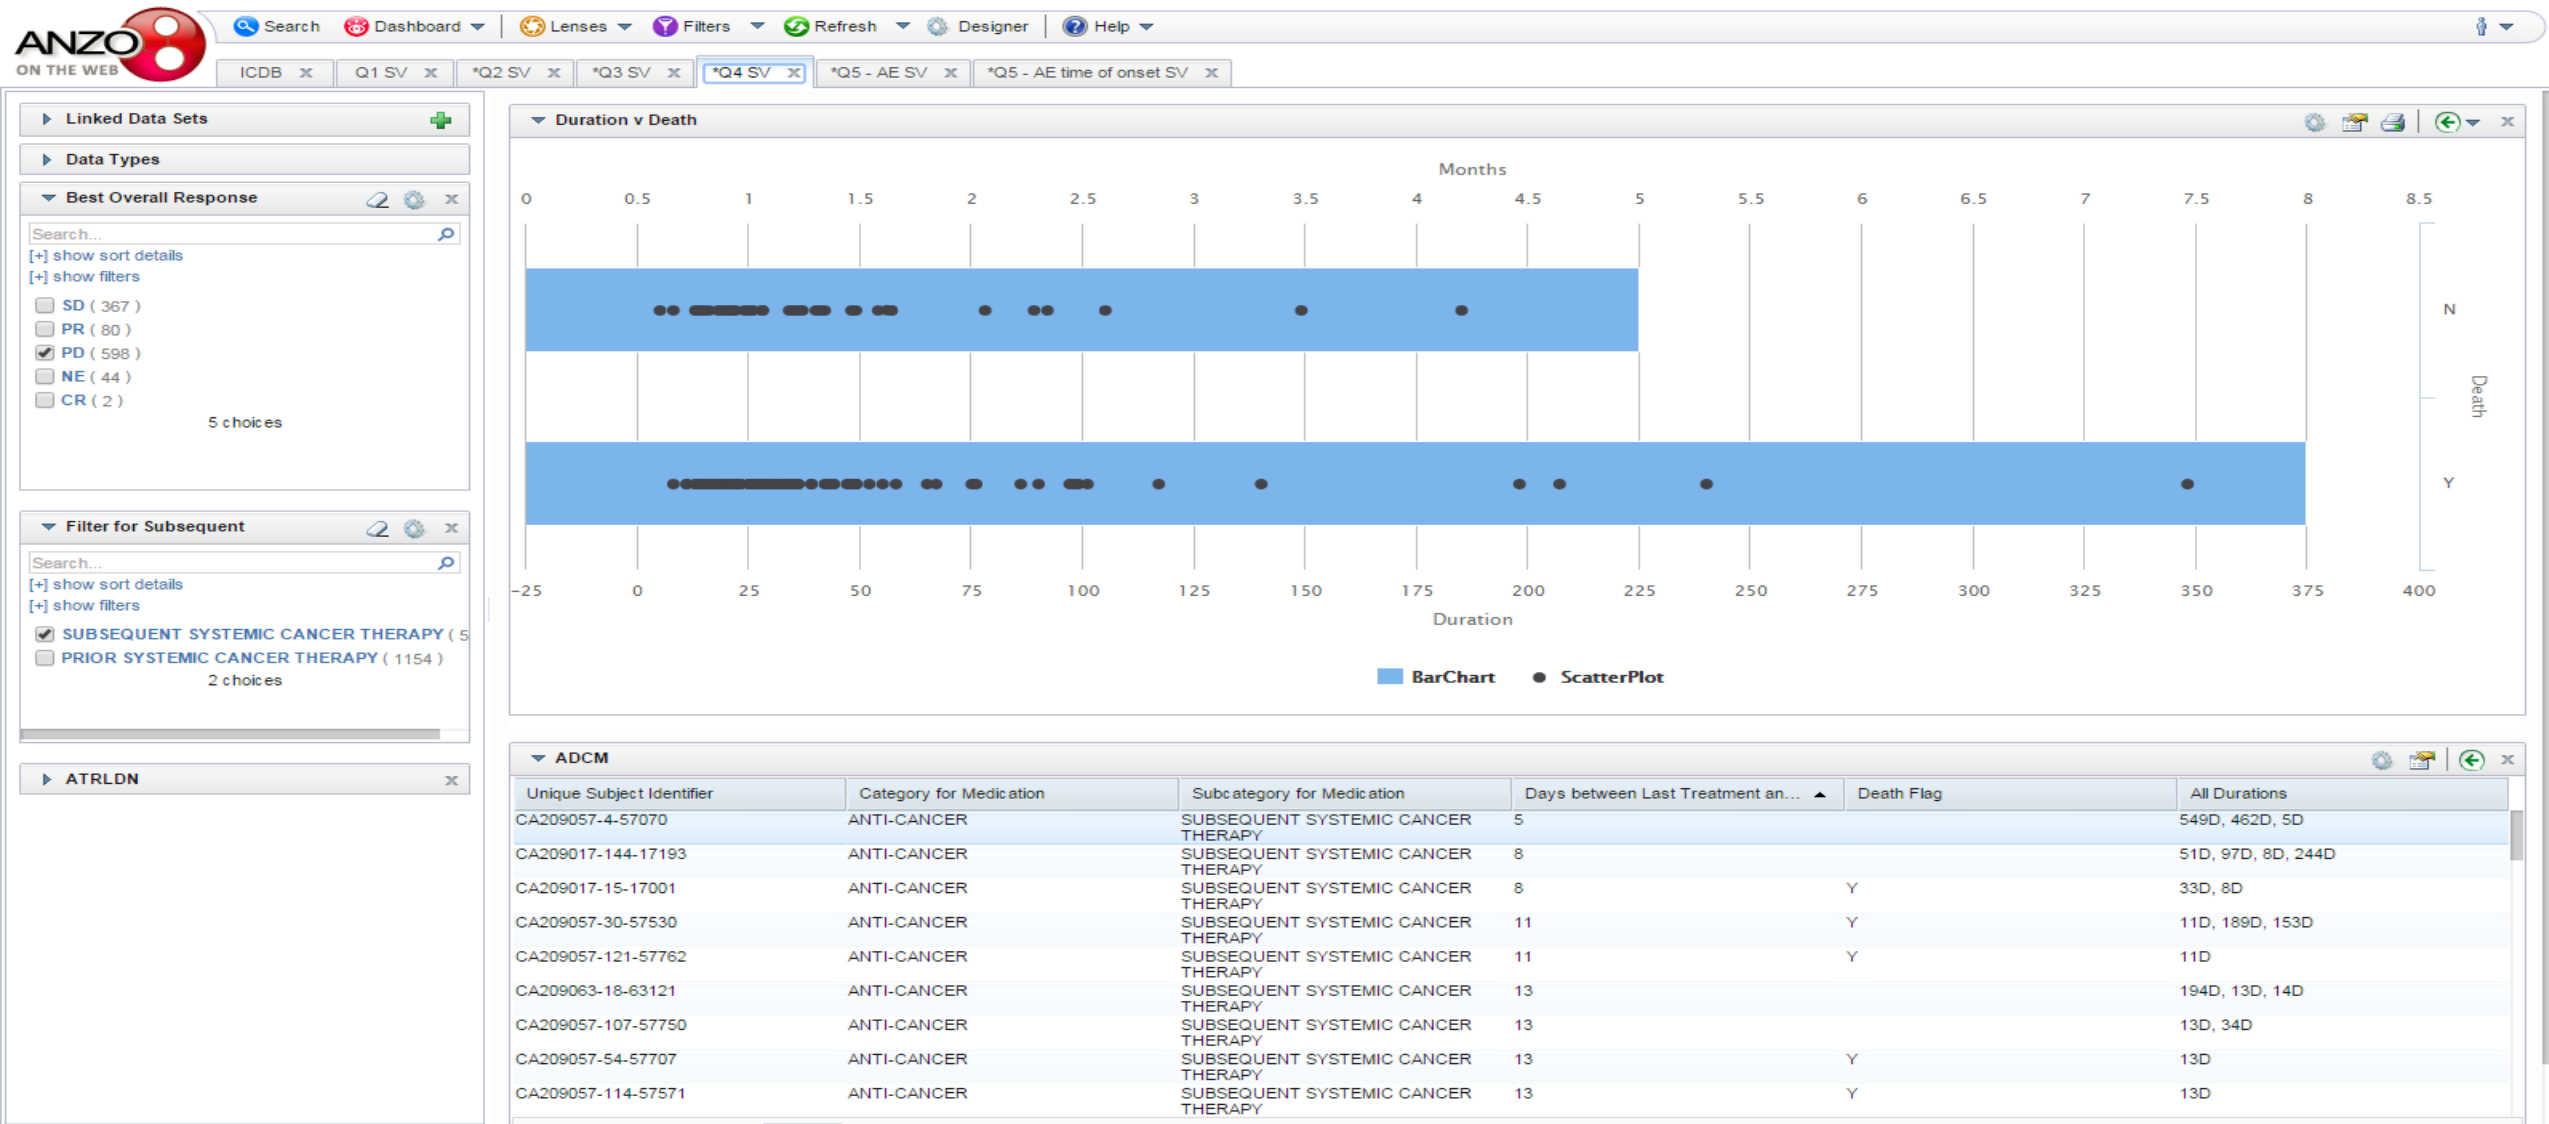 ANZO
ON THE WEB
Search Dashboard Lenses Filters Refresh Designer Help
ICDB x Q1 SV x *Q2 SV x *Q3 SV x *Q4 SV x *Q5 - AE SV x *Q5 - AE time of onset SV x
Linked Data Sets
Data Types
Best Overall Response
Search...
[+] show sort details
[+] show filters
SD ( 367 )
PR ( 80 )
PD ( 598 )
NE ( 44 )
CR ( 2 )
5 choices
Filter for Subsequent
Search...
[+] show sort details
[+] show filters
SUBSEQUENT SYSTEMIC CANCER THERAPY ( 5
PRIOR SYSTEMIC CANCER THERAPY ( 1154 )
2 choices
ATRLDN
Duration v Death
Months
0 0.5 1 1.5 2 2.5 3 3.5 4 4.5 5 5.5 6 6.5 7 7.5 8 8.5
N
Death
Y
-25 0 25 50 75 100 125 150 175 200 225 250 275 300 325 350 375 400
Duration
BarChart ScatterPlot
ADCM
Unique Subject Identifier Category for Medication Subcategory for Medication Days between Last Treatment an... Death Flag All Durations
CA209057-4-57070 ANTI-CANCER SUBSEQUENT SYSTEMIC CANCER 5 549D, 462D, 5D
THERAPY
CA209017-144-17193 ANTI-CANCER SUBSEQUENT SYSTEMIC CANCER 8 51D, 97D, 8D, 244D
THERAPY
CA209017-15-17001 ANTI-CANCER SUBSEQUENT SYSTEMIC CANCER 8 Y 33D, 8D
THERAPY
CA209057-30-57530 ANTI-CANCER SUBSEQUENT SYSTEMIC CANCER 11 Y 11D, 189D, 153D
THERAPY
CA209057-121-57762 ANTI-CANCER SUBSEQUENT SYSTEMIC CANCER 11 Y 11D
THERAPY
CA209063-18-63121 ANTI-CANCER SUBSEQUENT SYSTEMIC CANCER 13 194D, 13D, 14D
THERAPY
CA209057-107-57750 ANTI-CANCER SUBSEQUENT SYSTEMIC CANCER 13 13D, 34D
THERAPY
CA209057-54-57707 ANTI-CANCER SUBSEQUENT SYSTEMIC CANCER 13 Y 13D
THERAPY
CA209057-114-57571 ANTI-CANCER SUBSEQUENT SYSTEMIC CANCER 13 Y 13D
THERAPY